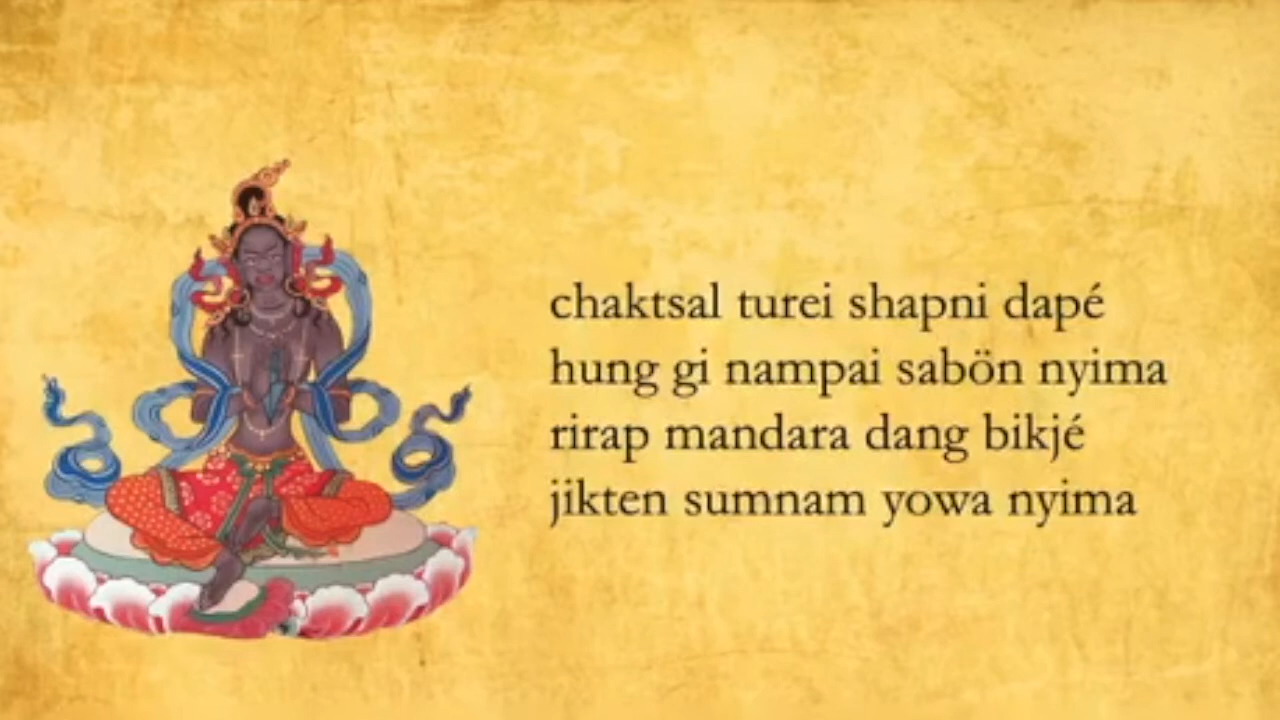 chaktsal turei shapni dapé
hung gi nampai sabön nyima
rirap mandara dang bikjé
jikten sumnam yowa nyima